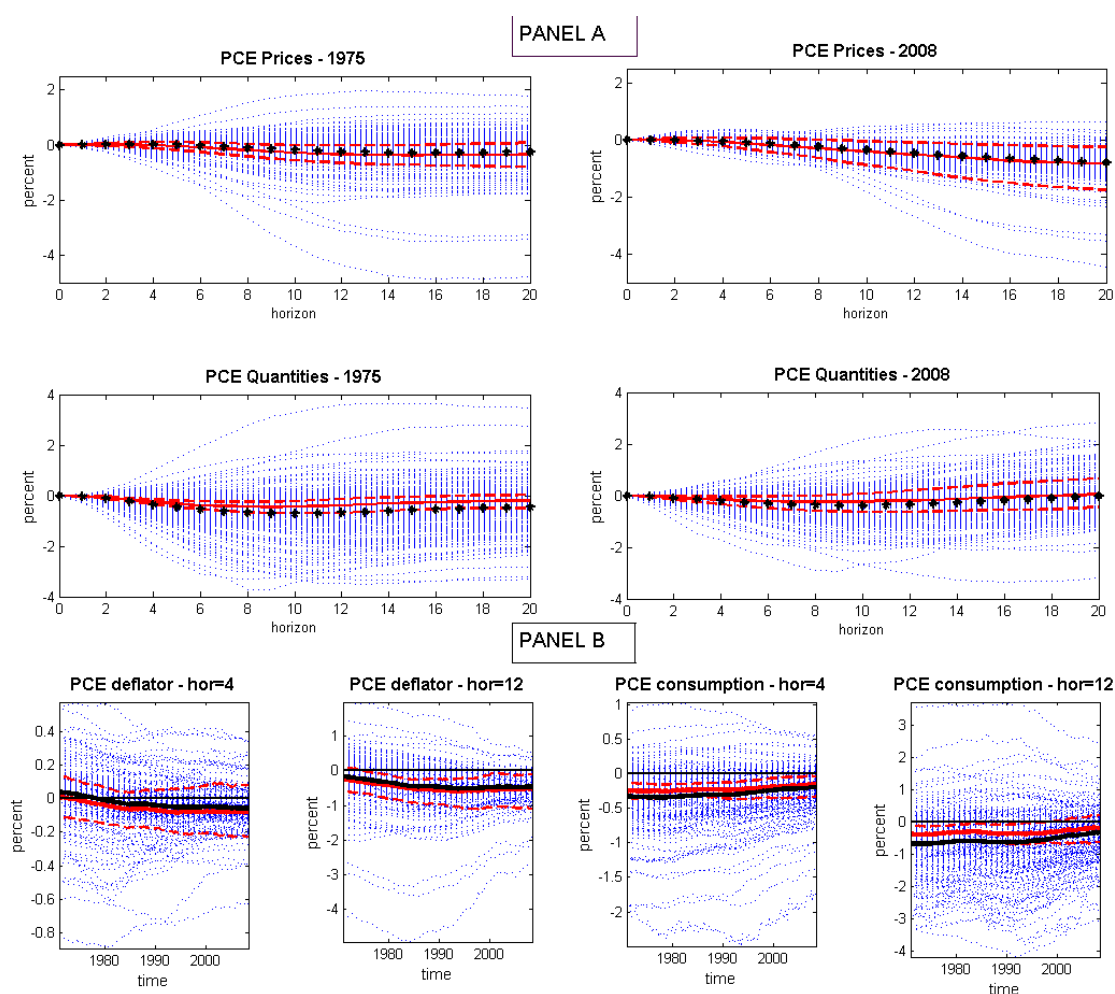 PANEL A
PCE Prices - 1975
2
0
-2
-4
percent
0 2 4 6 8 10 12 14 16 18 20
horizon
PCE Prices - 2008
2
0
-2
-4
percent
0 2 4 6 8 10 12 14 16 18 20
horizon
PCE Quantities - 1975
4
2
0
-2
-4
percent
0 2 4 6 8 10 12 14 16 18 20
horizon
PCE Quantities - 2008
4
2
0
-2
-4
percent
0 2 4 6 8 10 12 14 16 18 20
horizon
PANEL B
PCE deflator - hor=4
0.4
0.2
0
-0.2
-0.4
-0.6
-0.8
percent
1980 1990 2000
time
PCE deflator - hor=12
1
0
-1
-2
-3
-4
percent
1980 1990 2000
time
PCE consumption - hor=4
1
0.5
0
-0.5
-1
-1.5
-2
percent
1980 1990 2000
time
PCE consumption - hor=12
3
2
1
0
-1
-2
-3
-4
percent
1980 1990 2000
time